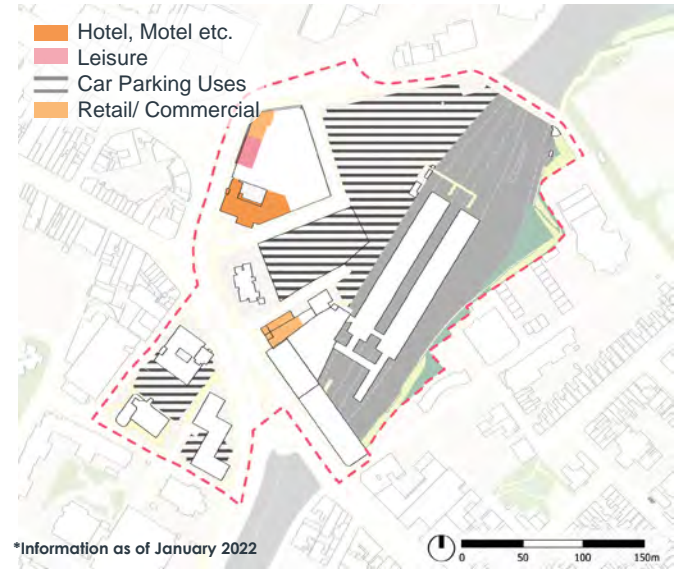 Hotel, Motel etc.
Leisure
Car Parking Uses
Retail/ Commercial
*Information as of January 2022
0 50 100 150m